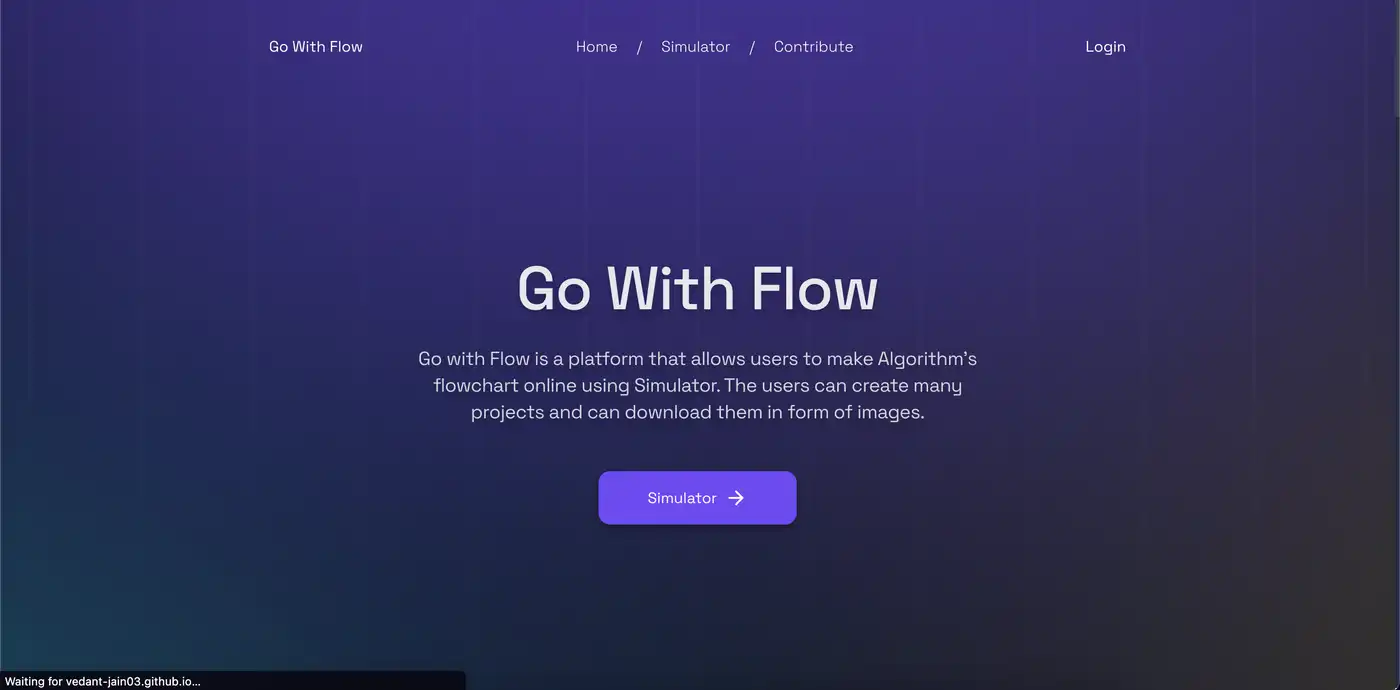 Go With Flow
Home / Simulator / Contribute
Login
Go With Flow
Go with Flow is a platform that allows users to make Algorithm's
flowchart online using Simulator. The users can create many
projects and can download them in form of images.
Simulator →
Waiting for vedant-jain03.github.io...